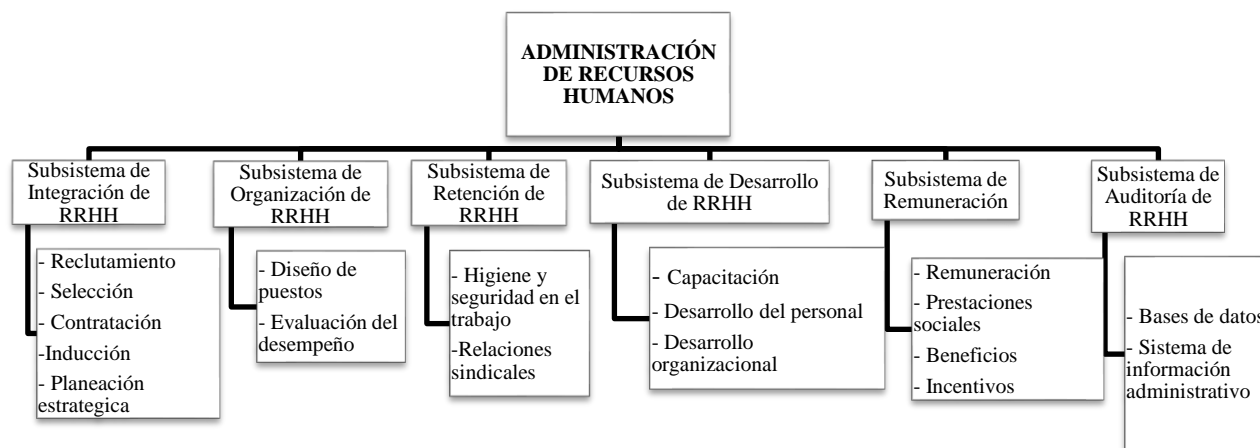 ADMINISTRACIÓN
DE RECURSOS
HUMANOS
Subsistema de
Integración de
RRHH
- Reclutamiento
- Selección
- Contratación
-Inducción
- Planeación
estrategica
Subsistema de
Organización de
RRHH
- Diseño de
puestos
- Evaluación del
desempeño
Subsistema de
Retención de
RRHH
- Higiene y
seguridad en el
trabajo
-Relaciones
sindicales
Subsistema de Desarrollo
de RRHH
- Capacitación
- Desarrollo del personal
- Desarrollo
organizacional
Subsistema de
Remuneración
- Remuneración
- Prestaciones
sociales
- Beneficios
- Incentivos
Subsistema de
Auditoría de
RRHH
- Bases de datos
- Sistema de
información
administrativo